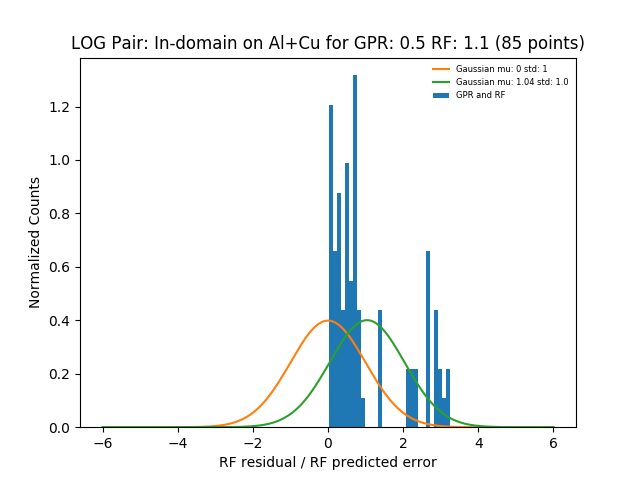 LOG Pair: In-domain on Al+Cu for GPR: 0.5 RF: 1.1 (85 points)
Gaussian mu: 0 std: 1
Gaussian mu: 1.04 std: 1.0
GPR and RF
Normalized Counts
1.2
1.0
0.8
0.6
0.4
0.2
0.0
−6 −4 −2 0 2 4 6
RF residual / RF predicted error